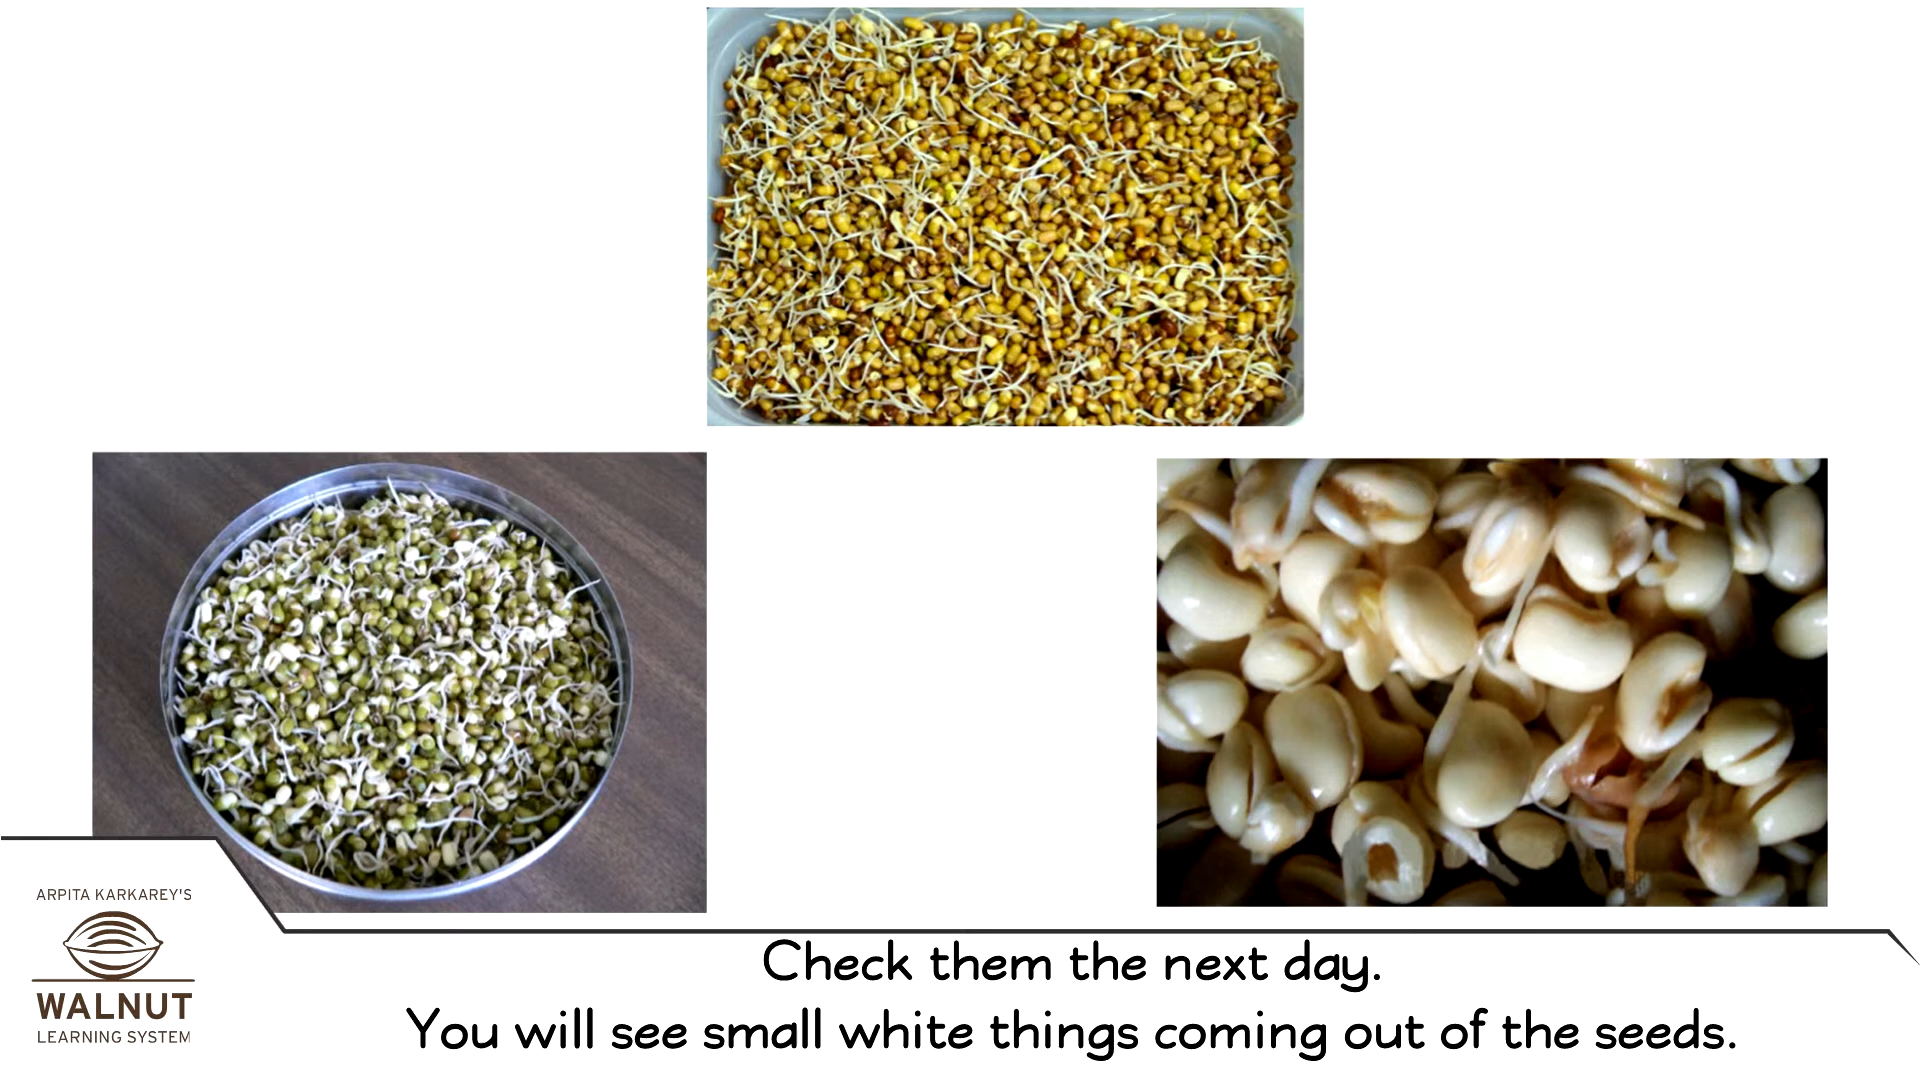 ARPITA KARKAREY'S
WALNUT
LEARNING SYSTEM
Check them the next day.
You will see small white things coming out of the seeds.